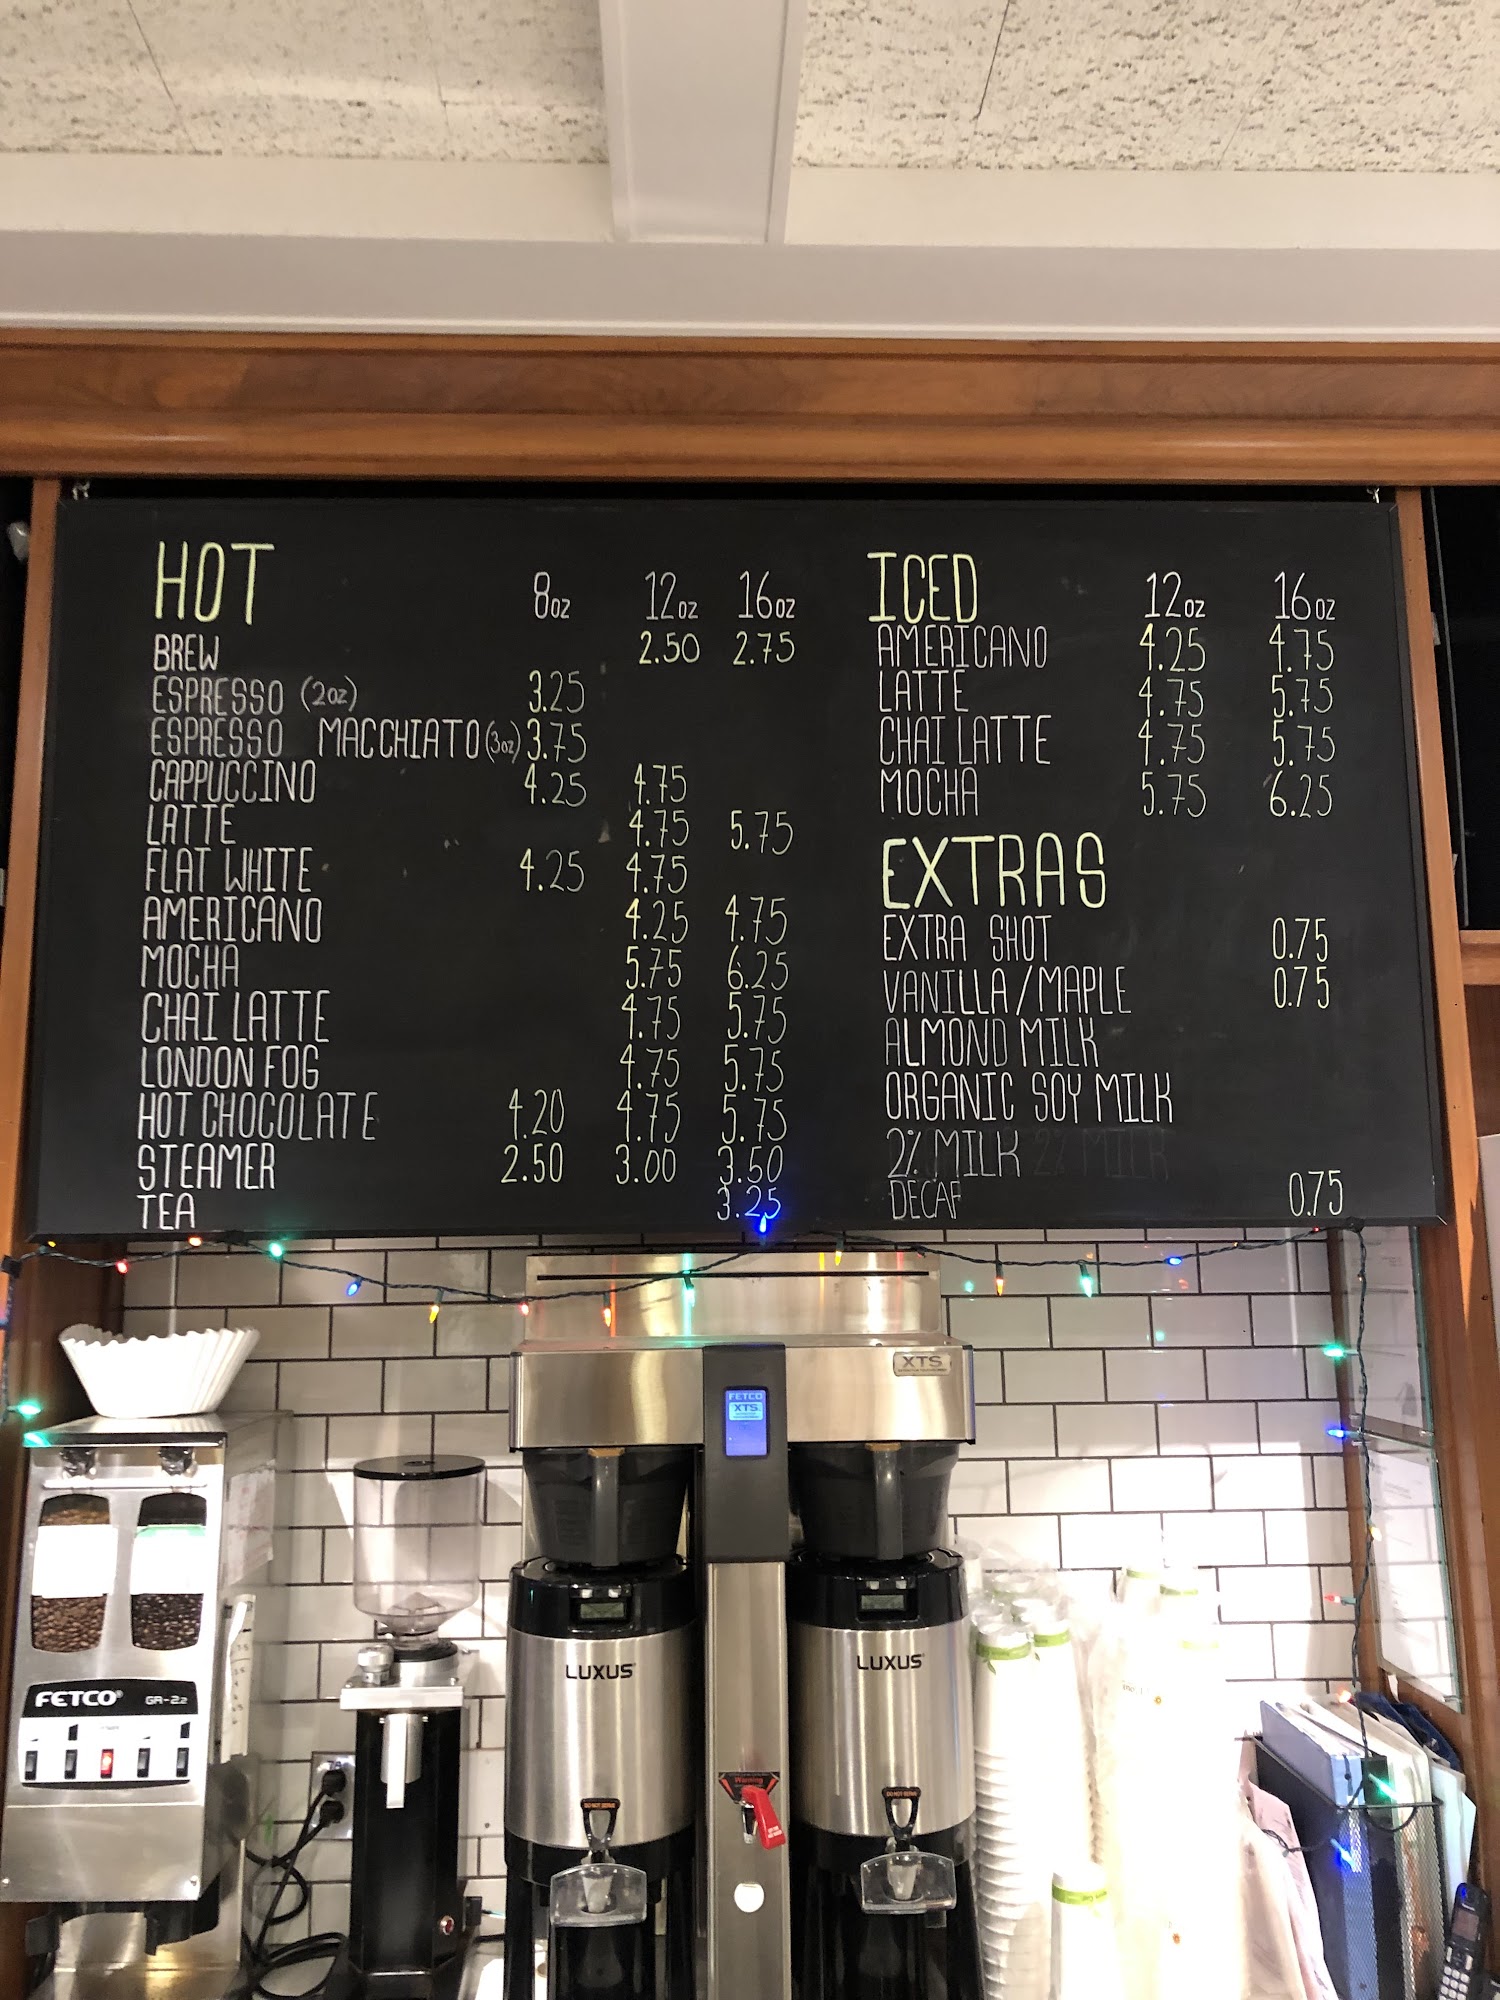 HOT 8oz 12oz 16oz
BREW 2.50 2.75
ESPRESSO (2oz) 3.25
ESPRESSO MACCHIATO (3oz) 3.75
CAPPUCCINO 4.25 4.75
LATTE 4.75 5.75
FLAT WHITE 4.25 4.75
AMERICANO 4.25 4.75
MOCHA 5.75 6.25
CHAI LATTE 4.75 5.75
LONDON FOG 4.75 5.75
HOT CHOCOLATE 4.20 4.75 5.75
STEAMER 2.50 3.00 3.50
TEA 3.25
ICED 12oz 16oz
AMERICANO 4.25 4.75
LATTE 4.75 5.75
CHAI LATTE 4.75 5.75
MOCHA 5.75 6.25
EXTRAS
EXTRA SHOT 0.75
VANILLA/MAPLE 0.75
ALMOND MILK
ORGANIC SOY MILK
2% MILK 2% MILK
DECAF 0.75
XTS
FETCO
XTS
LUXUS
LUXUS
FETCO GR-2.2
Warning